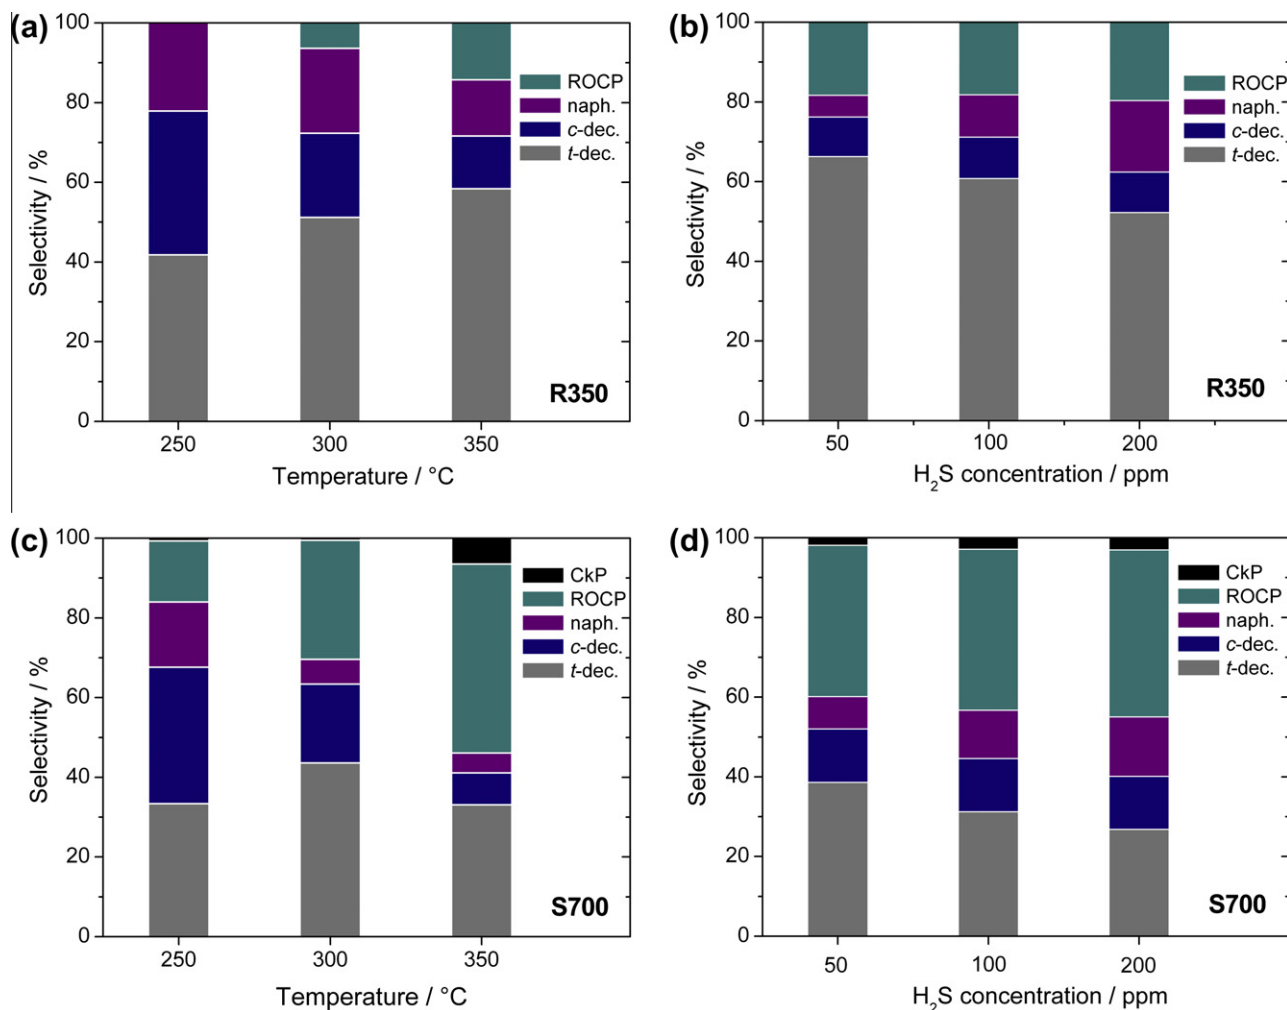 (a)
100
80
60
40
20
0
Selectivity / %
ROCP
naph.
c-dec.
t-dec.
R350
250 300 350
Temperature / °C
(b)
100
80
60
40
20
0
Selectivity / %
ROCP
naph.
c-dec.
t-dec.
R350
50 100 200
H₂S concentration / ppm
(c)
100
80
60
40
20
0
Selectivity / %
CkP
ROCP
naph.
c-dec.
t-dec.
S700
250 300 350
Temperature / °C
(d)
100
80
60
40
20
0
Selectivity / %
CkP
ROCP
naph.
c-dec.
t-dec.
S700
50 100 200
H₂S concentration / ppm